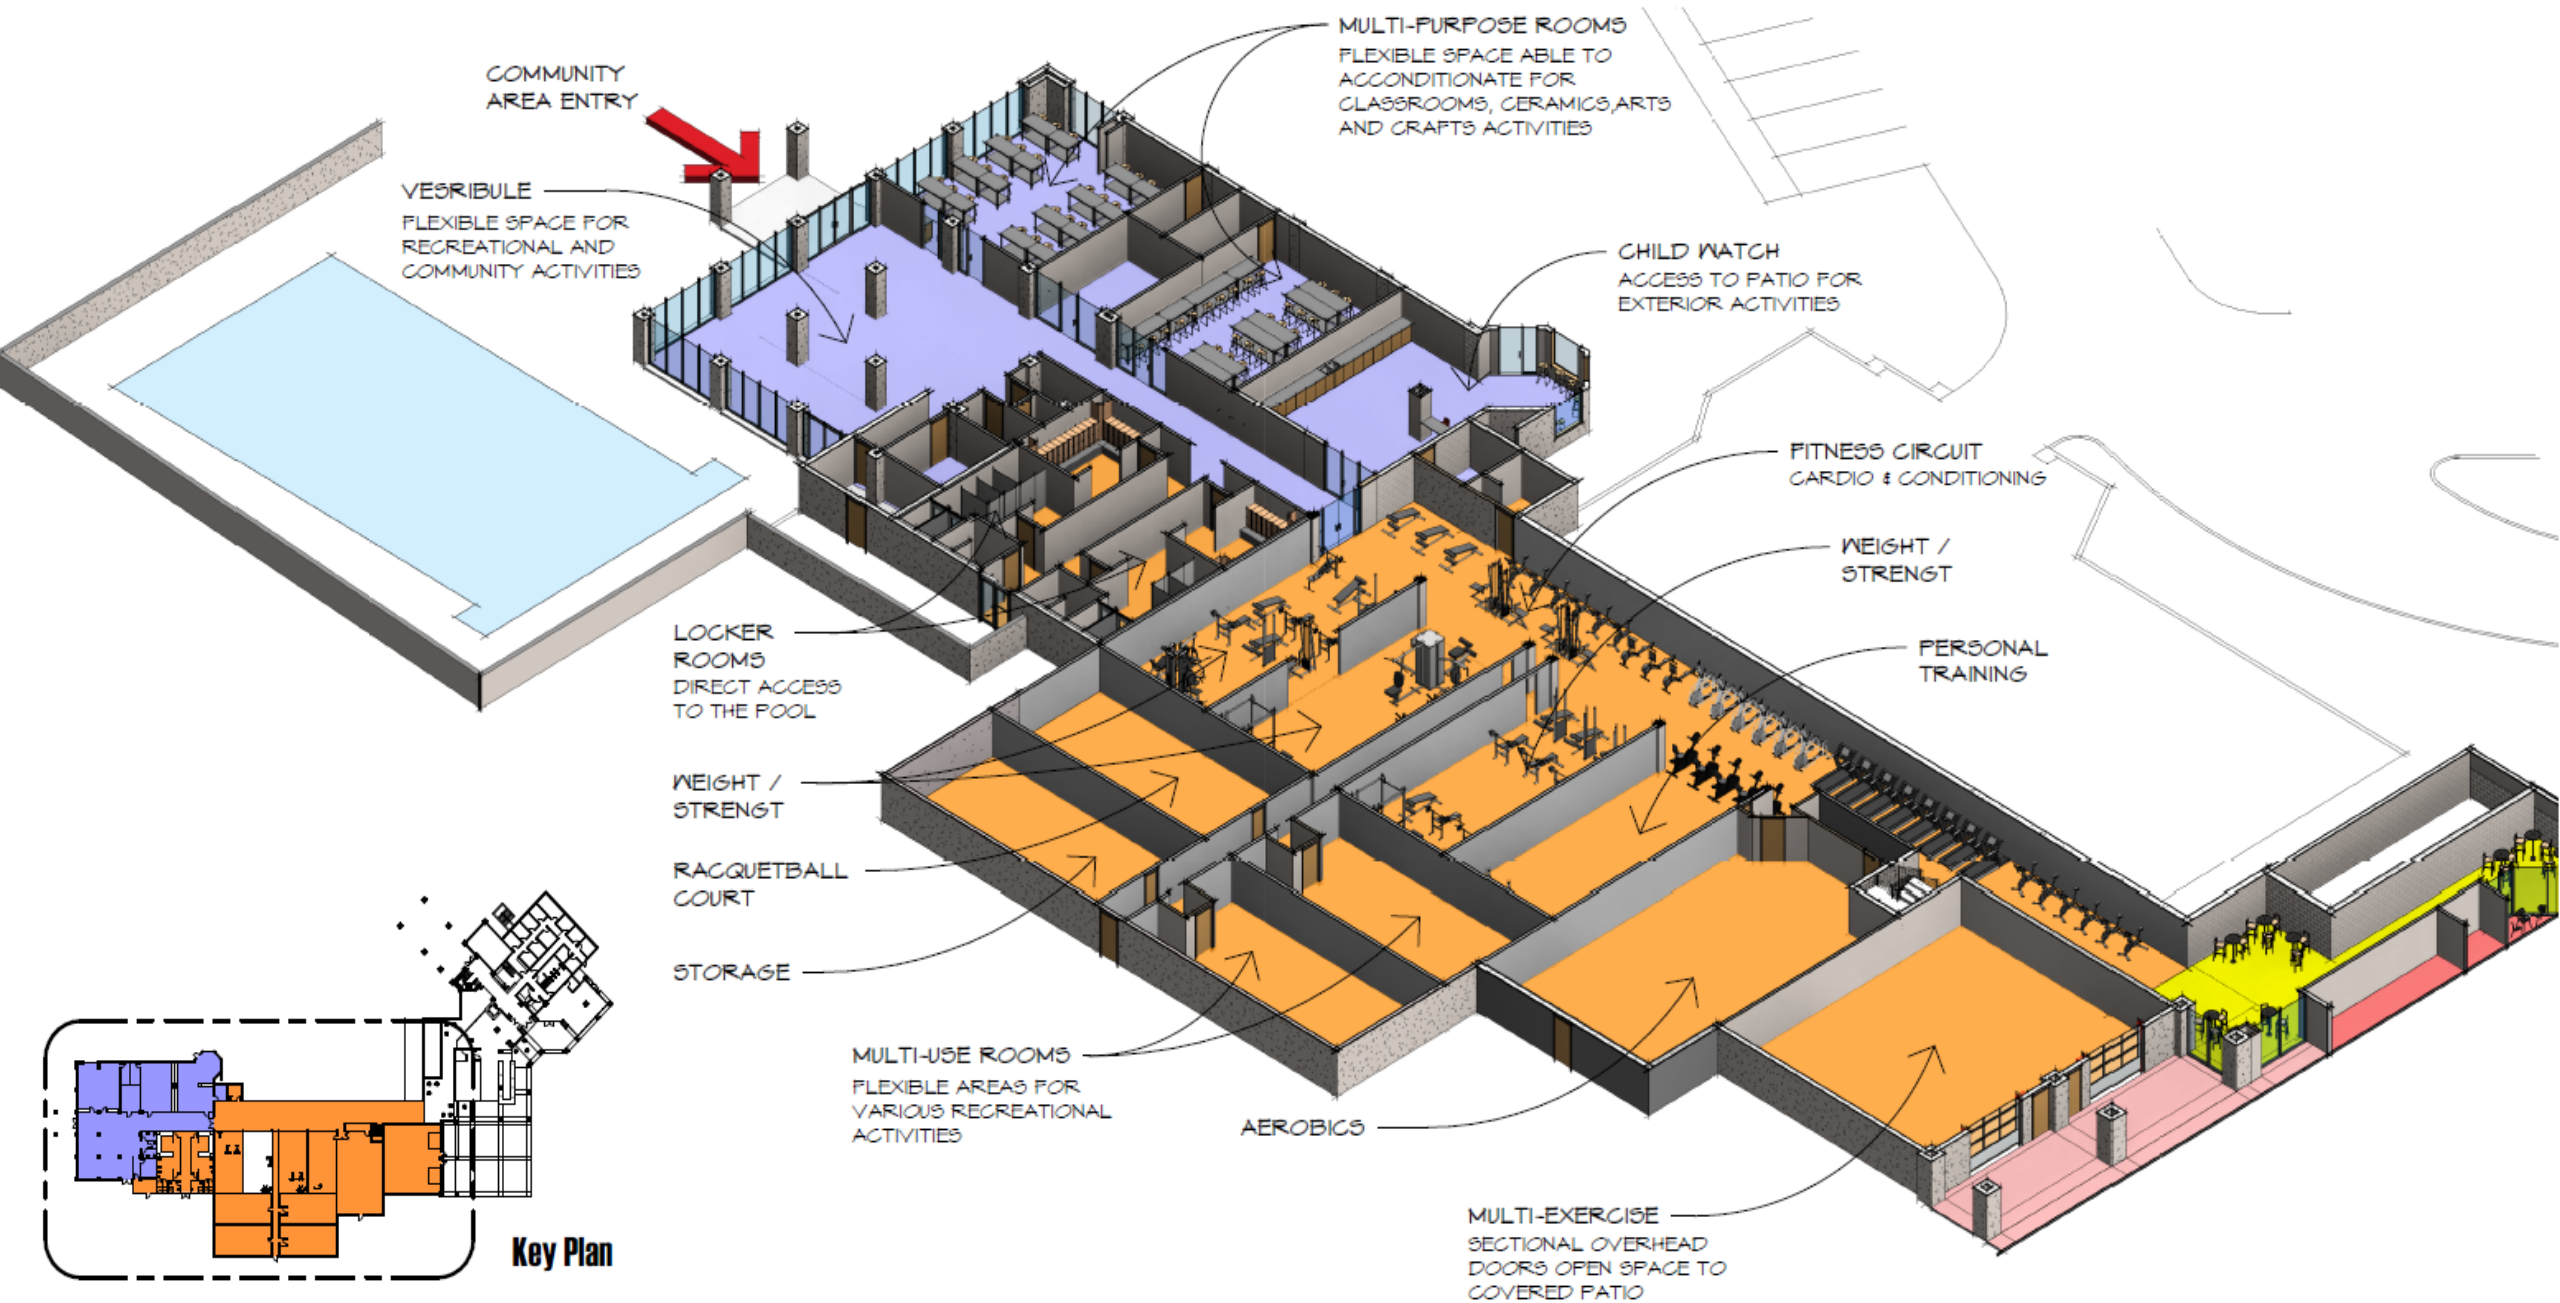 MULTI-PURPOSE ROOMS
FLEXIBLE SPACE ABLE TO
ACCONDITIONATE FOR
CLASSROOMS, CERAMICS,ARTS
AND CRAFTS ACTIVITIES
COMMUNITY
AREA ENTRY
VESRIBULE
FLEXIBLE SPACE FOR
RECREATIONAL AND
COMMUNITY ACTIVITIES
CHILD WATCH
ACCESS TO PATIO FOR
EXTERIOR ACTIVITIES
FITNESS CIRCUIT
CARDIO & CONDITIONING
WEIGHT /
STRENGT
PERSONAL
TRAINING
LOCKER
ROOMS
DIRECT ACCESS
TO THE POOL
WEIGHT /
STRENGT
RACQUETBALL
COURT
STORAGE
MULTI-USE ROOMS
FLEXIBLE AREAS FOR
VARIOUS RECREATIONAL
ACTIVITIES
AEROBICS
MULTI-EXERCISE
SECTIONAL OVERHEAD
DOORS OPEN SPACE TO
COVERED PATIO
Key Plan